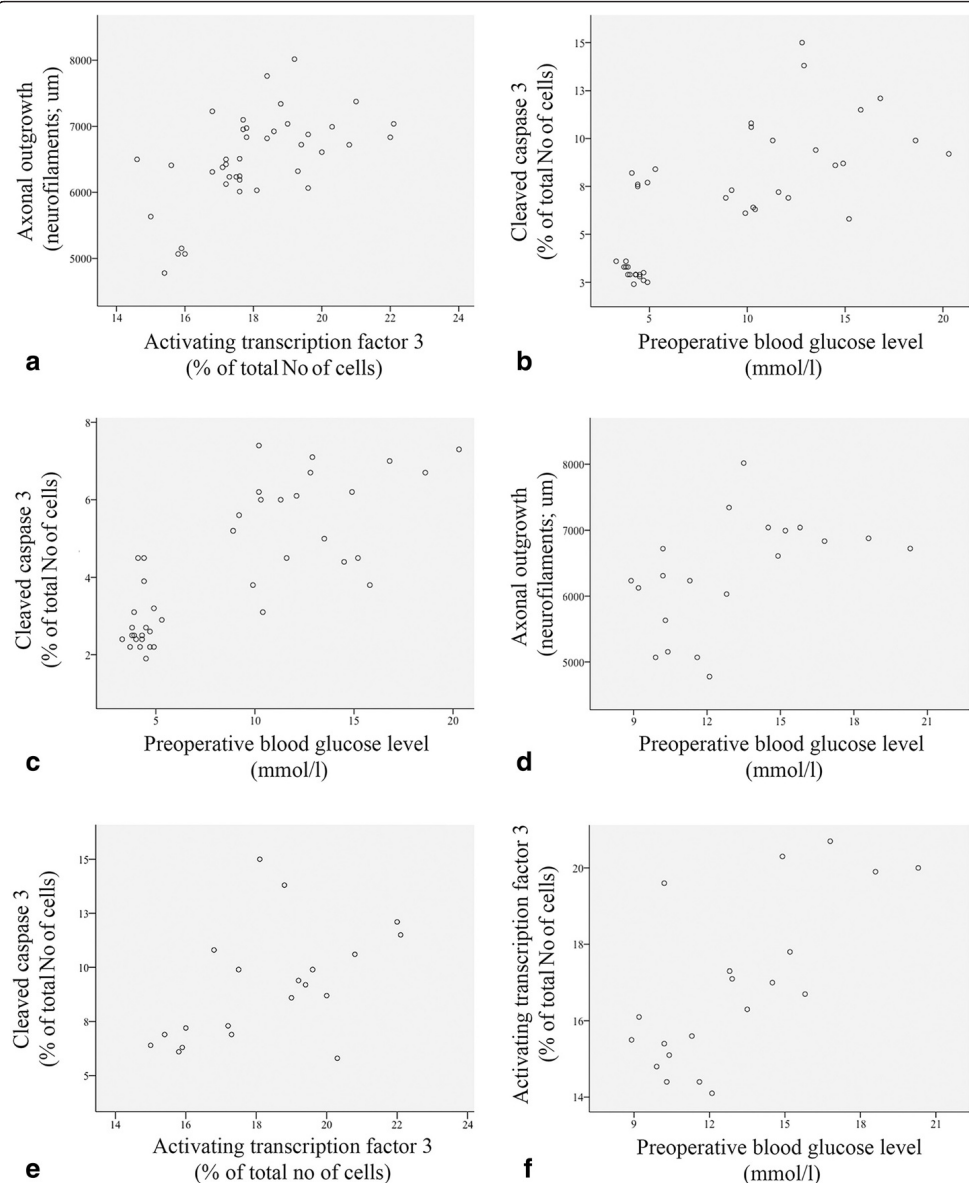 8000
7000
6000
5000
Axonal outgrowth
(neurofilaments; um)
14 16 18 20 22 24
Activating transcription factor 3
(% of total No of cells)
a
15
13
8
5
3
Cleaved caspase 3
(% of total No of cells)
5 10 15 20
Preoperative blood glucose level
(mmol/l)
b
8
6
4
2
Cleaved caspase 3
(% of total No of cells)
5 10 15 20
Preoperative blood glucose level
(mmol/l)
c
8000
7000
6000
5000
Axonal outgrowth
(neurofilaments; um)
9 12 15 18 21
Preoperative blood glucose level
(mmol/l)
d
15
13
10
8
5
Cleaved caspase 3
(% of total No of cells)
14 16 18 20 22 24
Activating transcription factor 3
(% of total no of cells)
e
20
18
16
14
Activating transcription factor 3
(% of total No of cells)
9 12 15 18 21
Preoperative blood glucose level
(mmol/l)
f